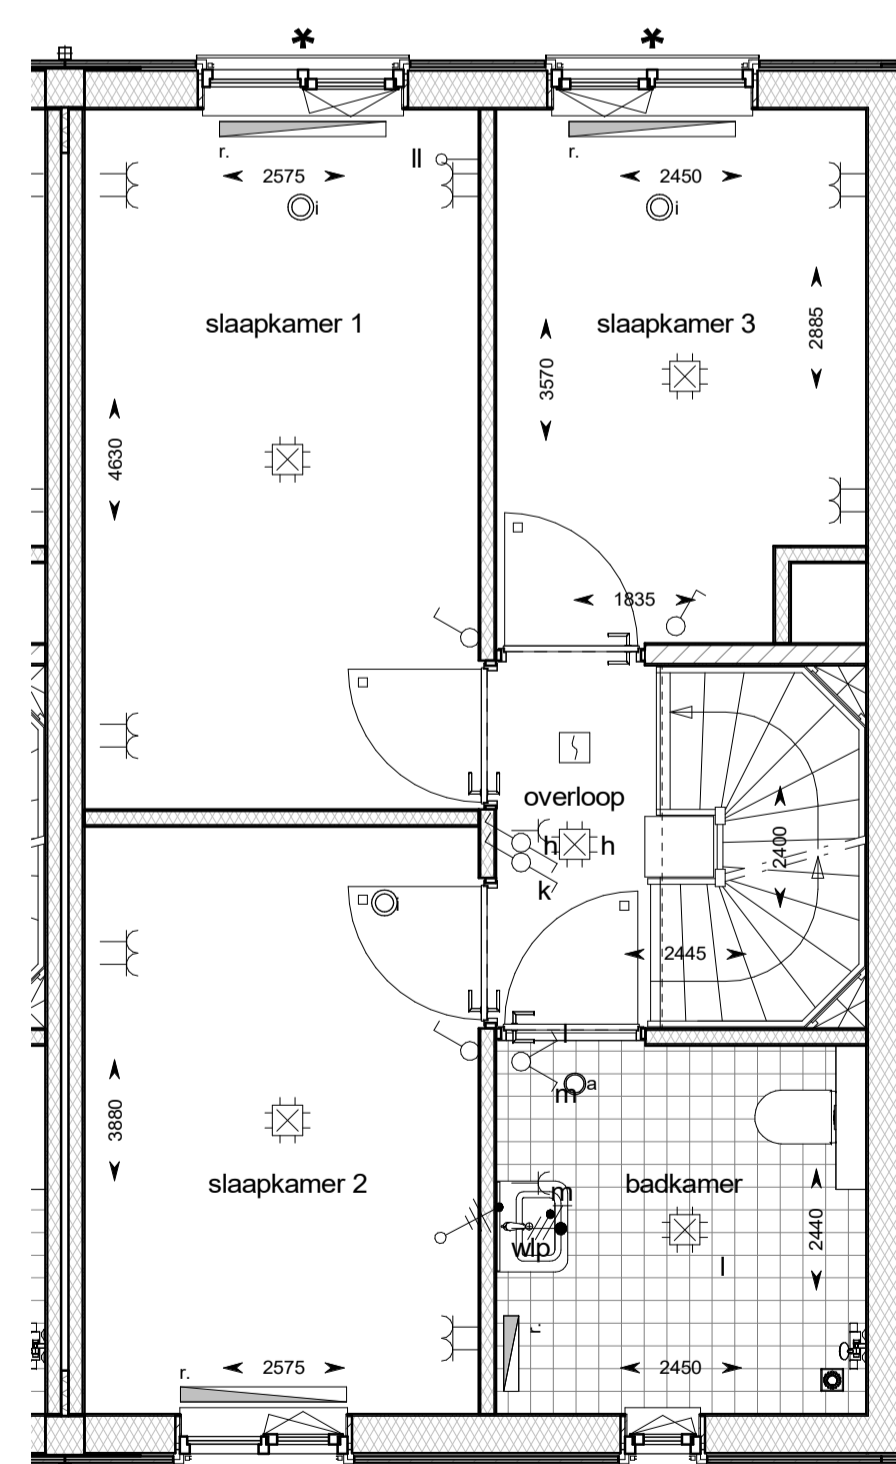 *
*
r.
r.
ll
2575
2450
i
i
slaapkamer 1
slaapkamer 3
2885
3570
4630
1835
overloop
h
h
k
2400
i
2445
l
m
a
3880
slaapkamer 2
badkamer
m
wlp
2440
l
r.
r.
2575
2450